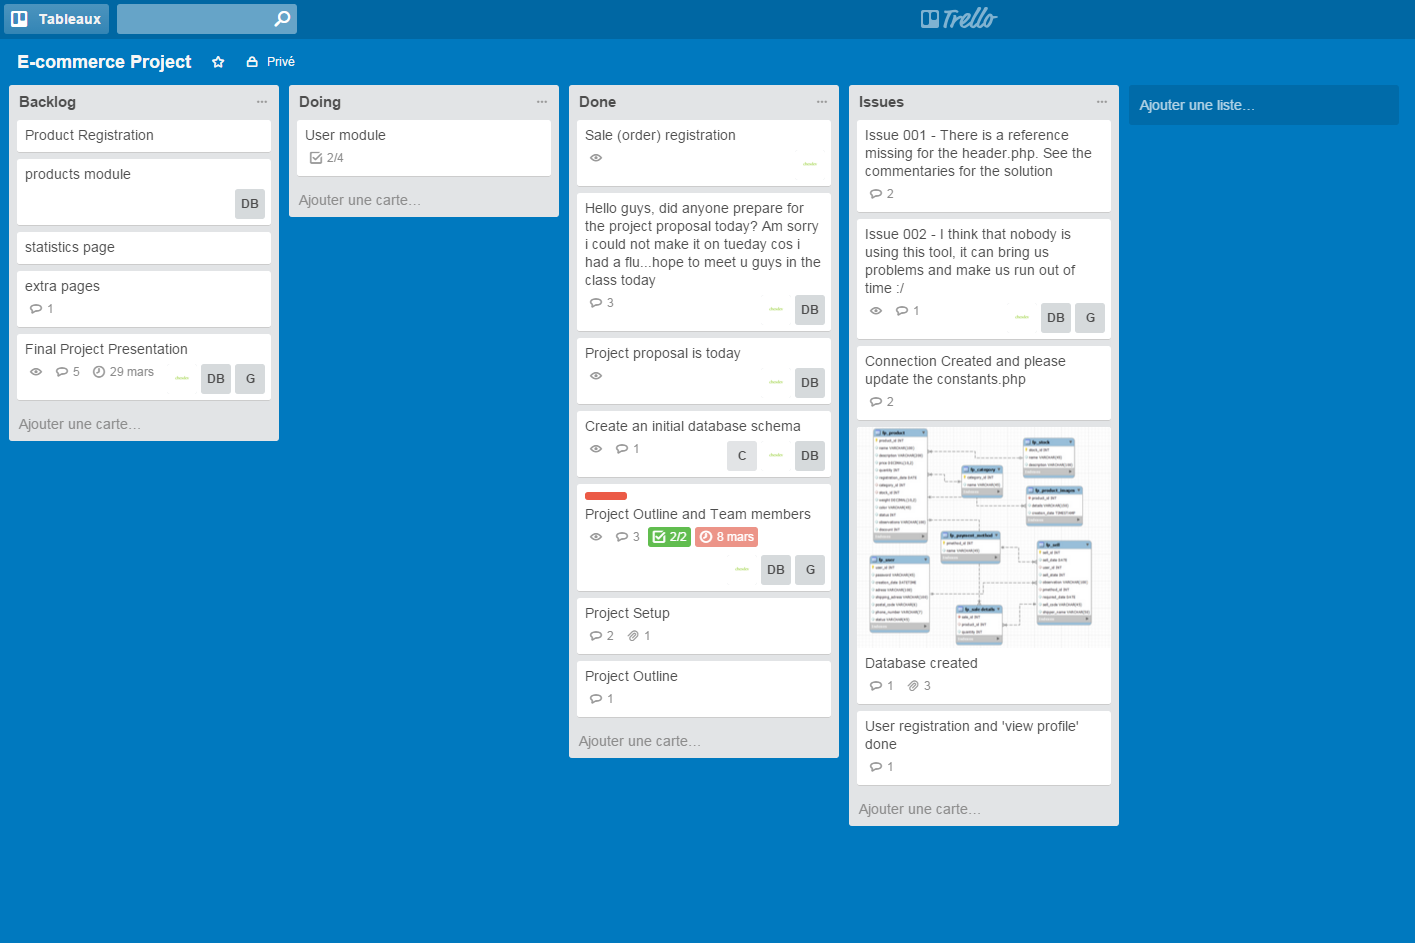 Tableaux
Trello
E-commerce Project
Privé
Backlog
Product Registration
products module
DB
statistics page
extra pages
1
Final Project Presentation
5
29 mars
DB
G
Ajouter une carte…
Doing
User module
2/4
Ajouter une carte…
Done
Sale (order) registration
Hello guys, did anyone prepare for
the project proposal today? Am sorry
i could not make it on tueday cos i
had a flu...hope to meet u guys in the
class today
3
DB
Project proposal is today
DB
Create an initial database schema
1
C
DB
Project Outline and Team members
3
2/2
8 mars
DB
G
Project Setup
2
1
Project Outline
1
Ajouter une carte…
Issues
Issue 001 - There is a reference
missing for the header.php. See the
commentaries for the solution
2
Issue 002 - I think that nobody is
using this tool, it can bring us
problems and make us run out of
time :/
1
DB
G
Connection Created and please
update the constants.php
2
Database created
1
3
User registration and 'view profile'
done
1
Ajouter une carte…
Ajouter une liste…